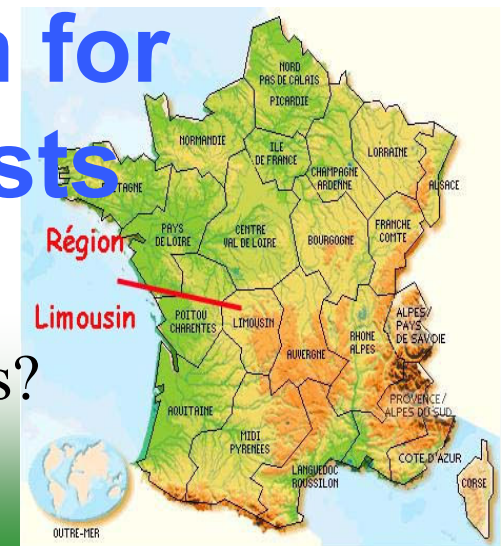 n for
sts
Région
Limousin
s?
NORD
PAS DE CALAIS
PICARDIE
NORMANDIE
ILE
DE FRANCE
CHAMPAGNE
ARDENNE
LORRAINE
ALSACE
TAGNE
PAYS
DE LOIRE
CENTRE
VAL DE LOIRE
BOURGOGNE
FRANCHE
COMTE
POITOU
CHARENTES
LIMOUSIN
AUVERGNE
RHONE
ALPES
ALPES/
PAYS
DE SAVOIE
AQUITAINE
MIDI
PYRENEES
LANGUEDOC
ROUSSILON
PROVENCE/
ALPES DU SUD
COTE D'AZUR
CORSE
OUTRE-MER